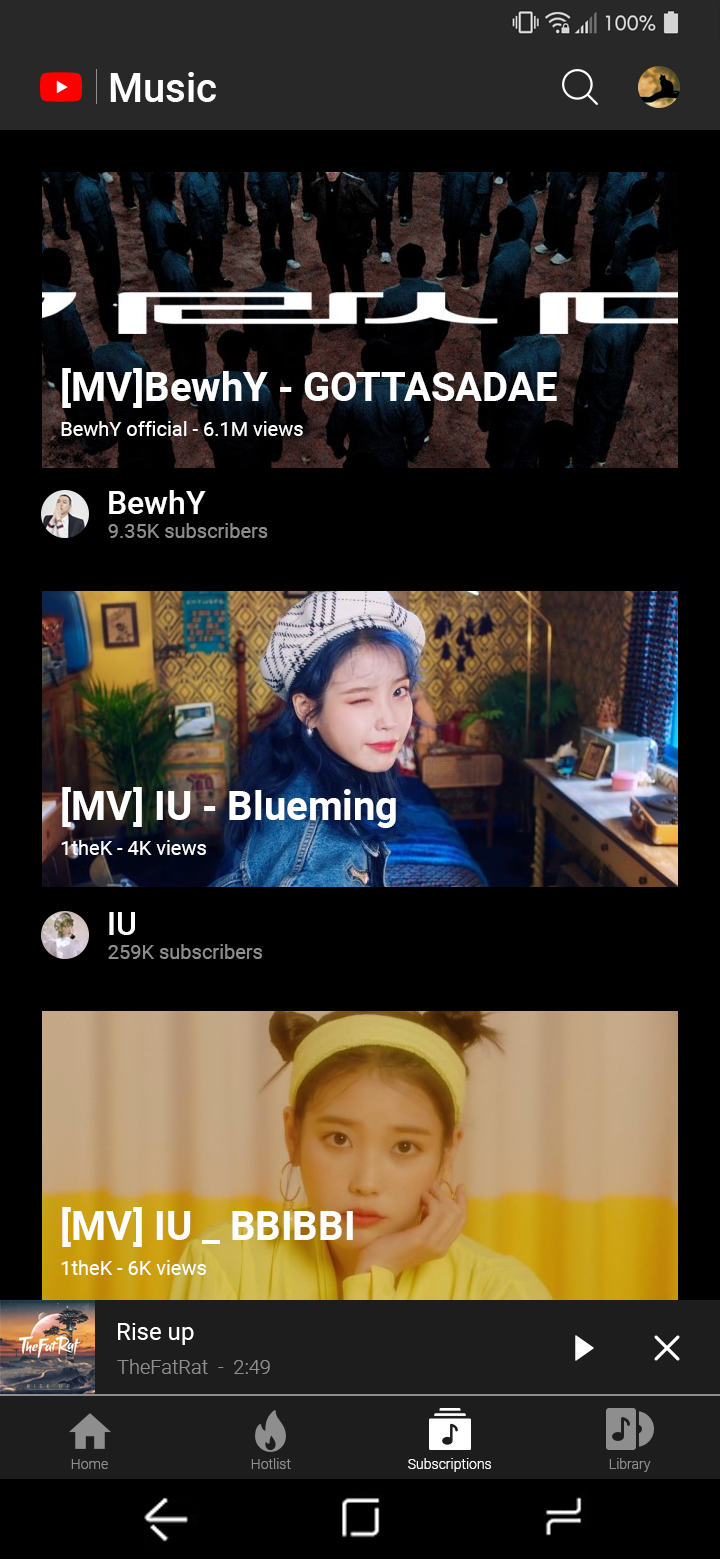 100%
Music
[MV]BewhY - GOTTASADAE
BewhY official - 6.1M views
BewhY
9.35K subscribers
[MV] IU - Blueming
1theK - 4K views
IU
259K subscribers
[MV] IU _ BBIBBI
1theK - 6K views
TheFatRat
RISE UP
Rise up
TheFatRat - 2:49
Home
Hotlist
Subscriptions
Library